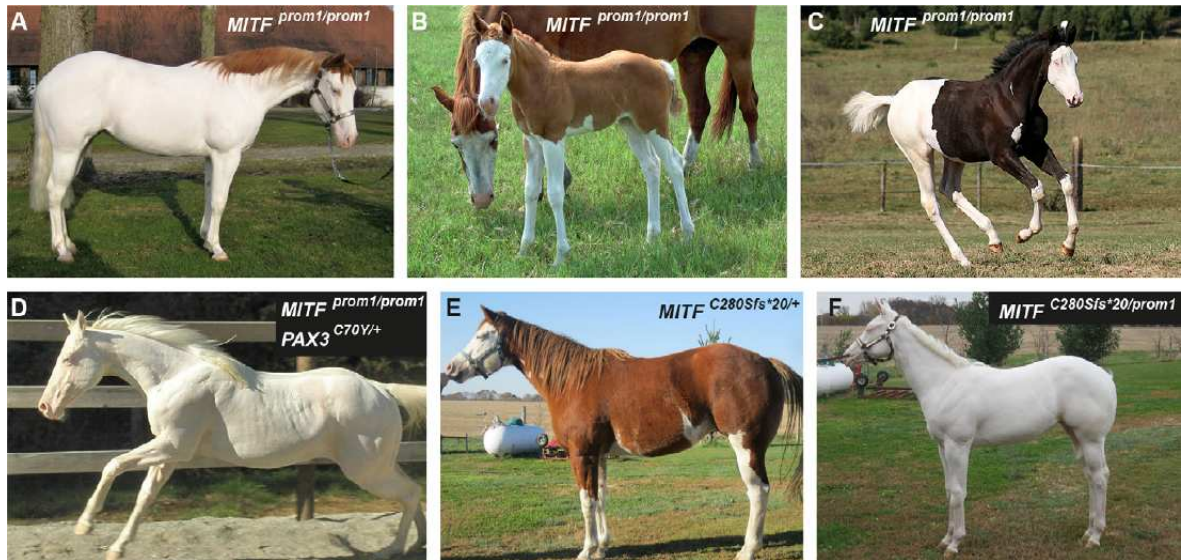 A
MITF prom1/prom1
B
MITF prom1/prom1
C
MITF prom1/prom1
D
MITF prom1/prom1
PAX3 C70Y/+
E
MITF C280Sfs*20/+
F
MITF C280Sfs*20/prom1